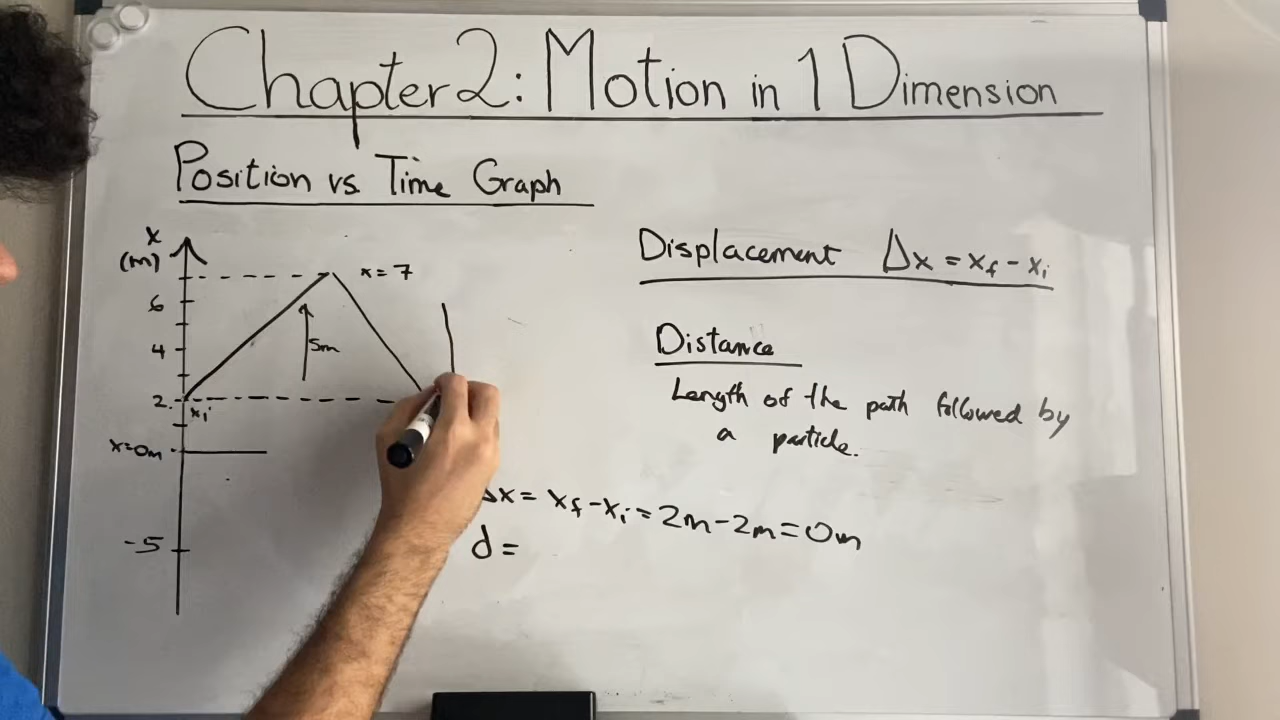 Chapter 2: Motion in 1 Dimension
Position vs. Time Graph
x
(m)
x = 7
6
5m
4
2
xi
x=0m
-5
Displacement Δx = xf - xi
Distance
Length of the path followed by
a particle.
Δx = xf - xi = 2m - 2m = 0m
d =